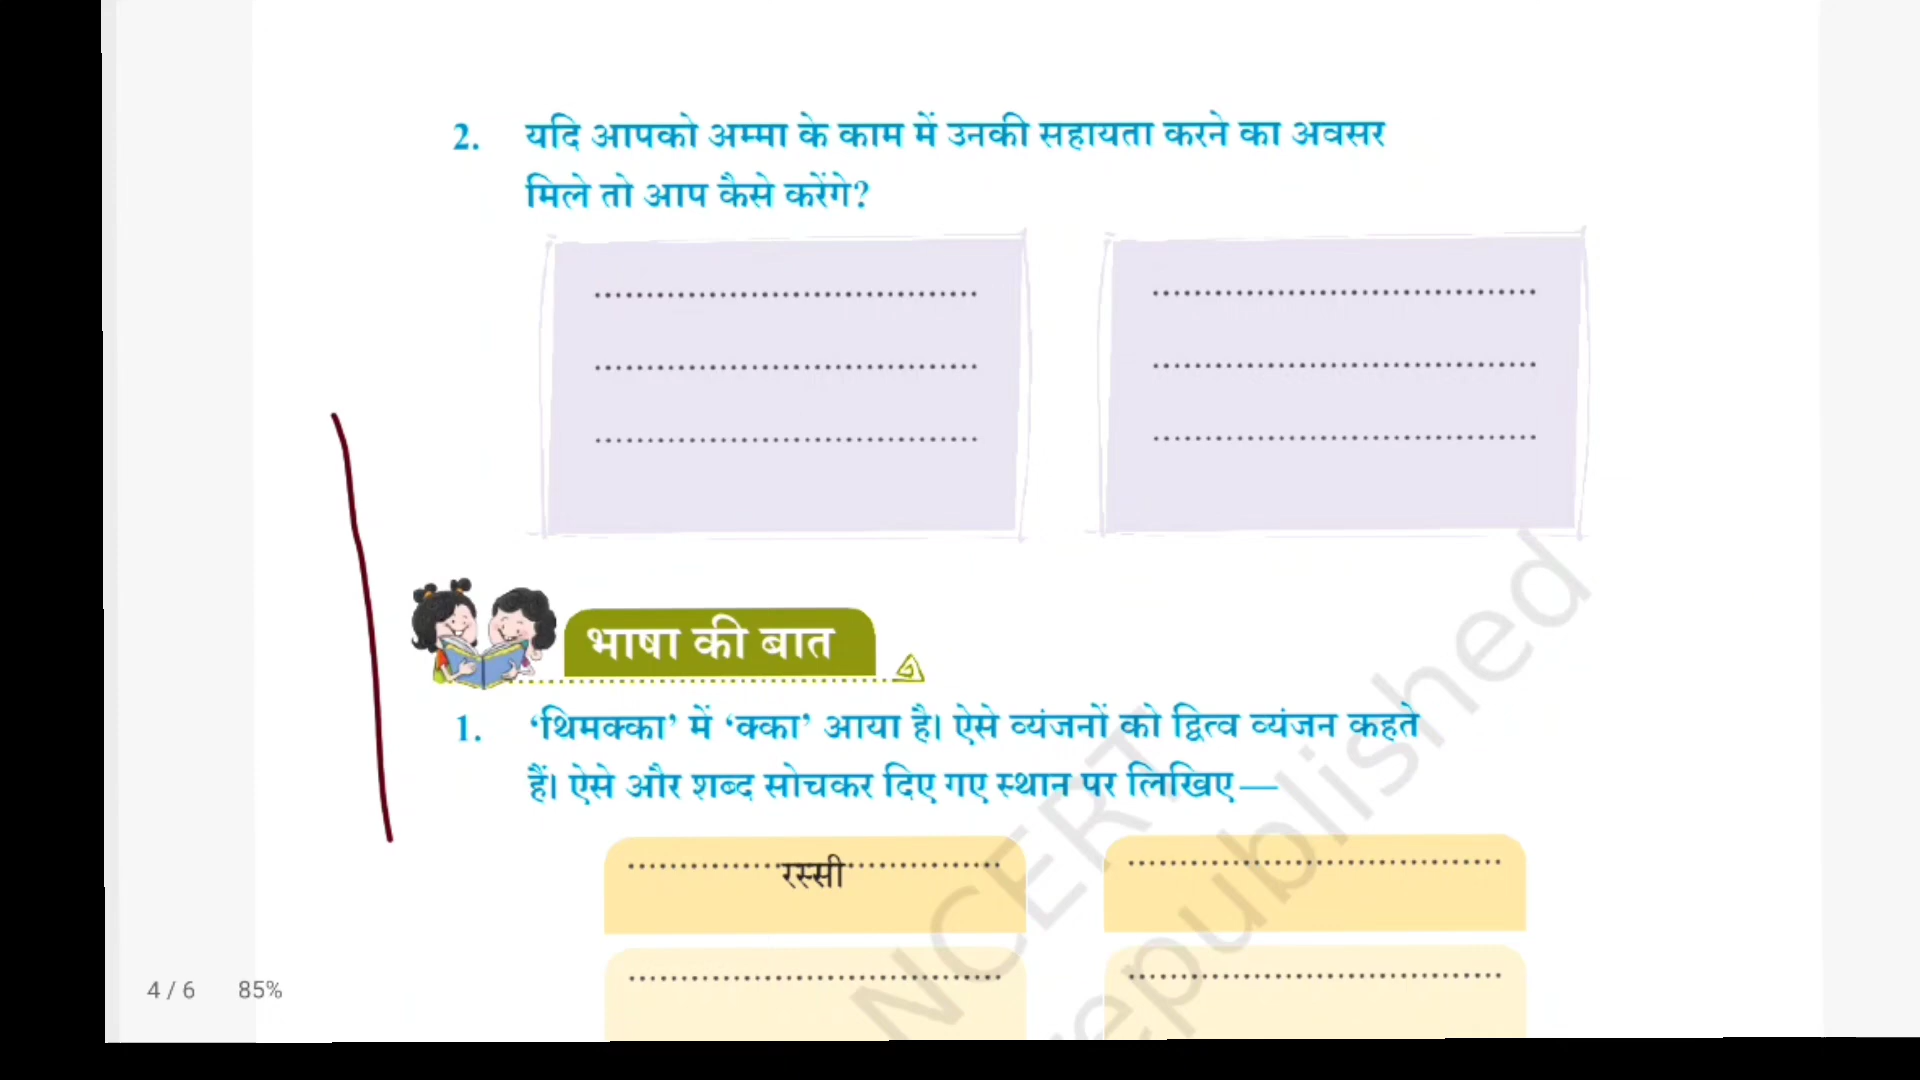 2. यदि आपको अम्मा के काम में उनकी सहायता करने का अवसर
मिले तो आप कैसे करेंगे?
भाषा की बात
1. ‘थिमक्का’ में ‘क्का’ आया है। ऐसे व्यंजनों को द्वित्व व्यंजन कहते
हैं। ऐसे और शब्द सोचकर दिए गए स्थान पर लिखिए—
रस्सी
NCERT
republished
4 / 6 85%